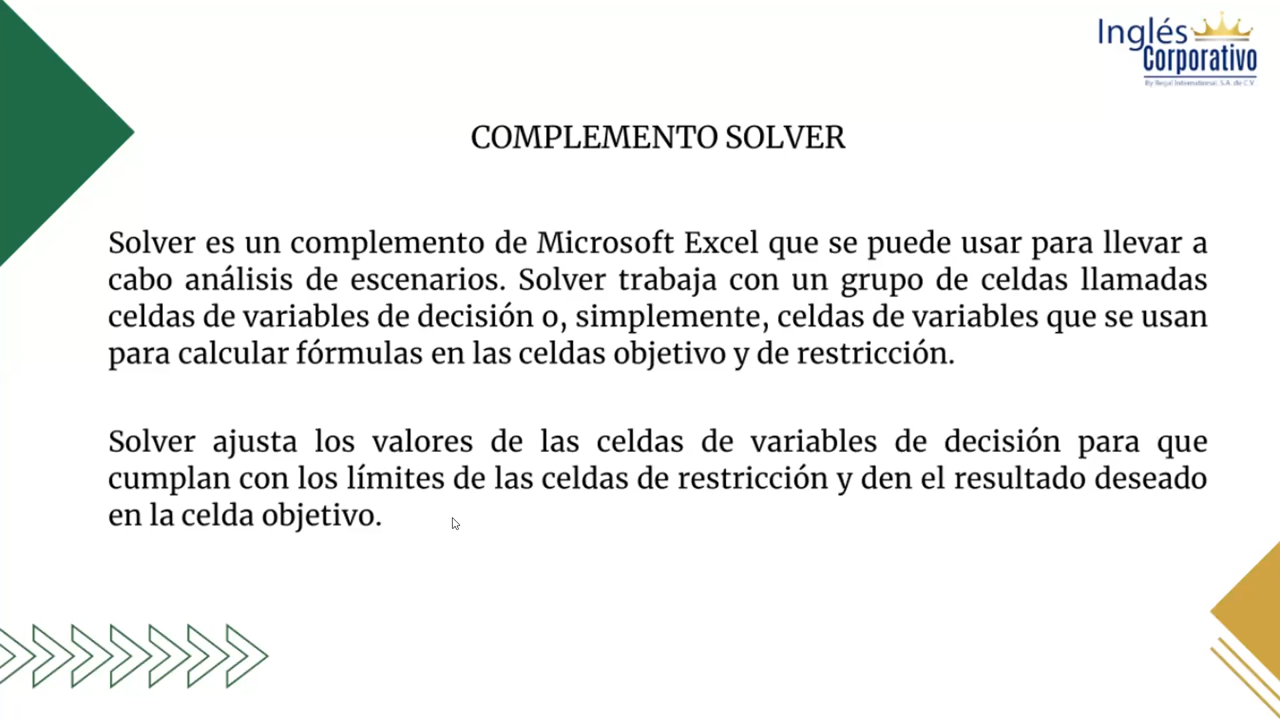 Inglés
Corporativo
By Regal International, S.A. de C.V.
COMPLEMENTO SOLVER
Solver es un complemento de Microsoft Excel que se puede usar para llevar a
cabo análisis de escenarios. Solver trabaja con un grupo de celdas llamadas
celdas de variables de decisión o, simplemente, celdas de variables que se usan
para calcular fórmulas en las celdas objetivo y de restricción.
Solver ajusta los valores de las celdas de variables de decisión para que
cumplan con los límites de las celdas de restricción y den el resultado deseado
en la celda objetivo.